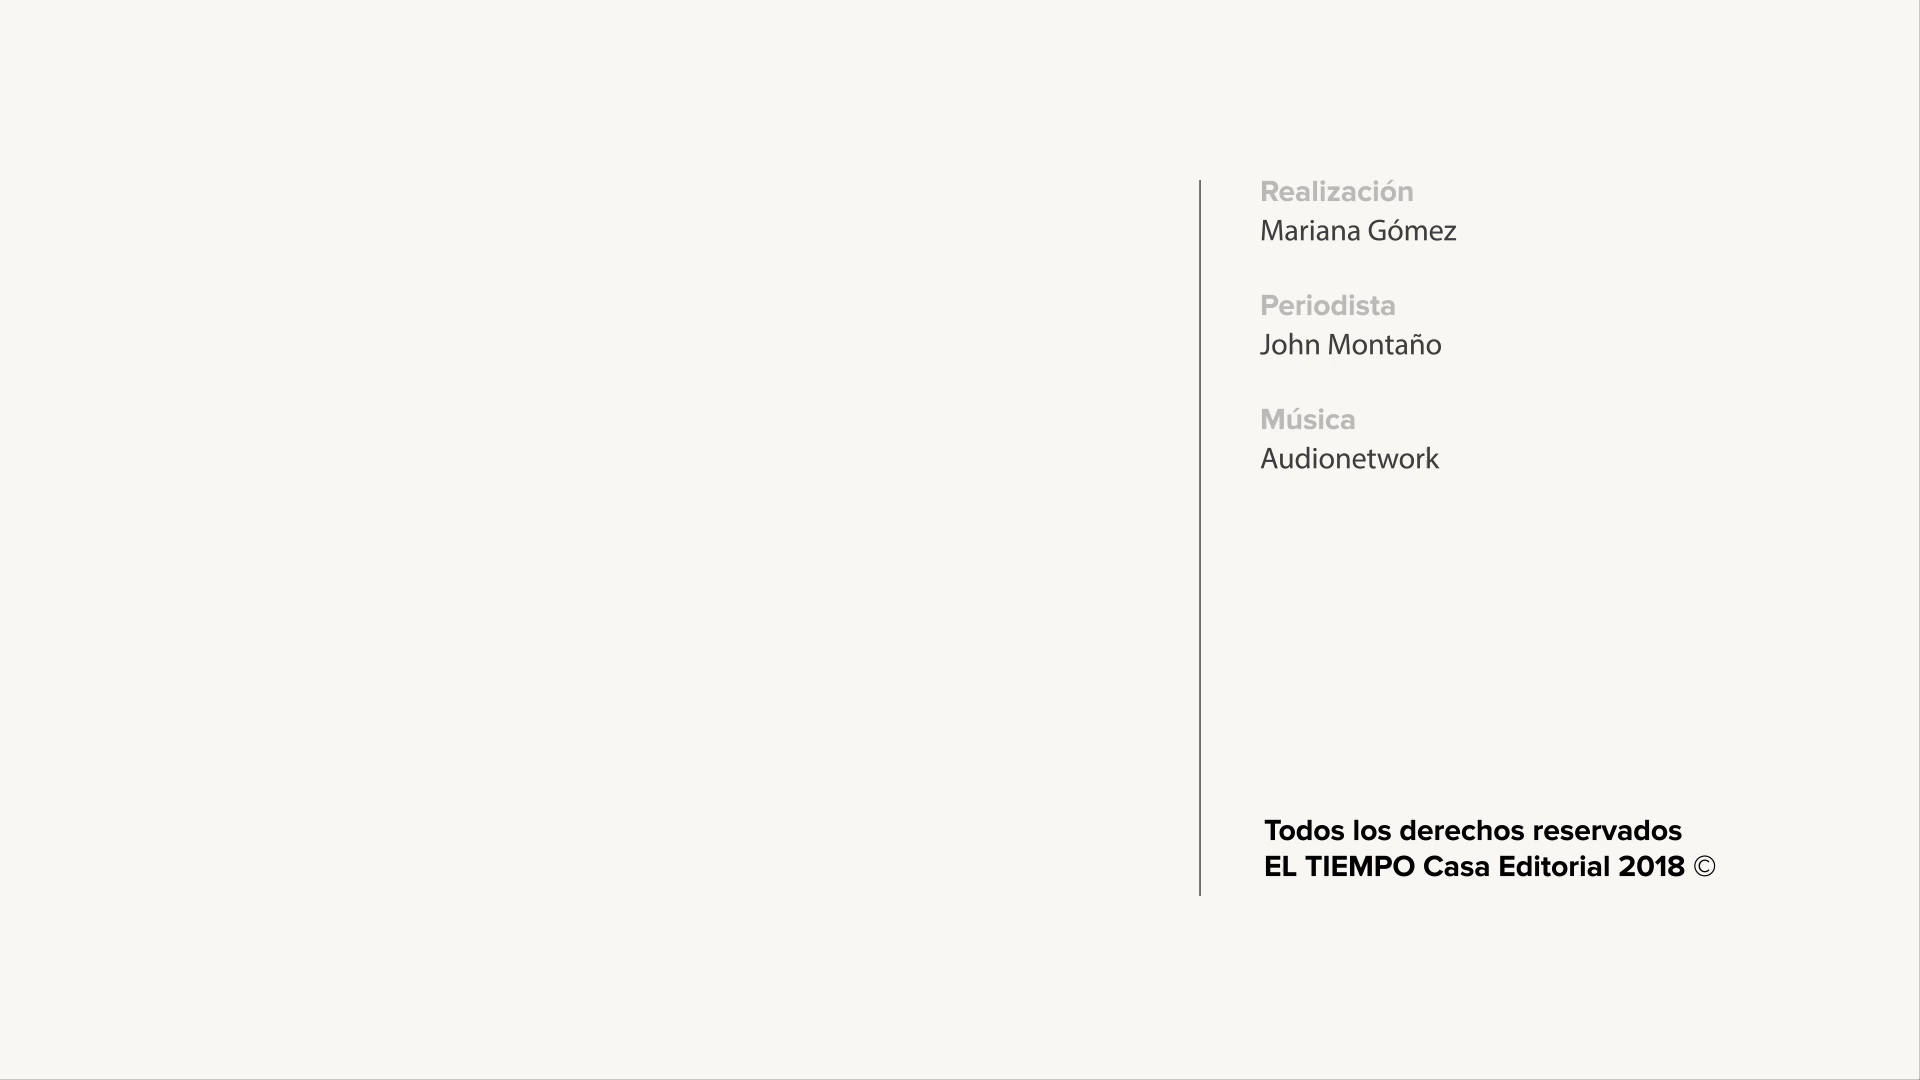 Realización
Mariana Gómez
Periodista
John Montaño
Música
Audionetwork
Todos los derechos reservados
EL TIEMPO Casa Editorial 2018 ©